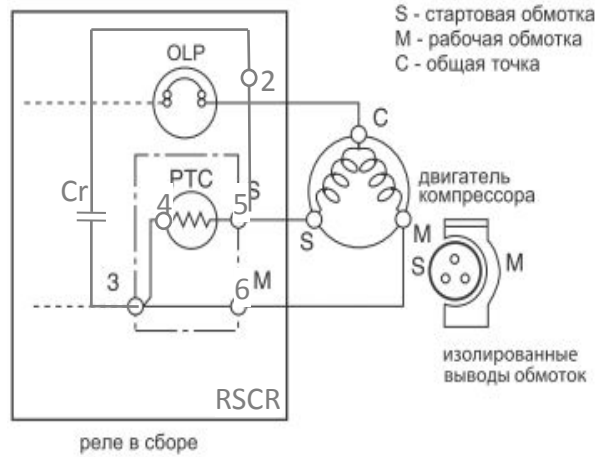 S - стартовая обмотка
M - рабочая обмотка
C - общая точка
OLP
2
C
PTC
Cr
4
5
S
двигатель
компрессора
S
M
S
M
3
6
M
RSCR
изолированные
выводы обмоток
реле в сборе